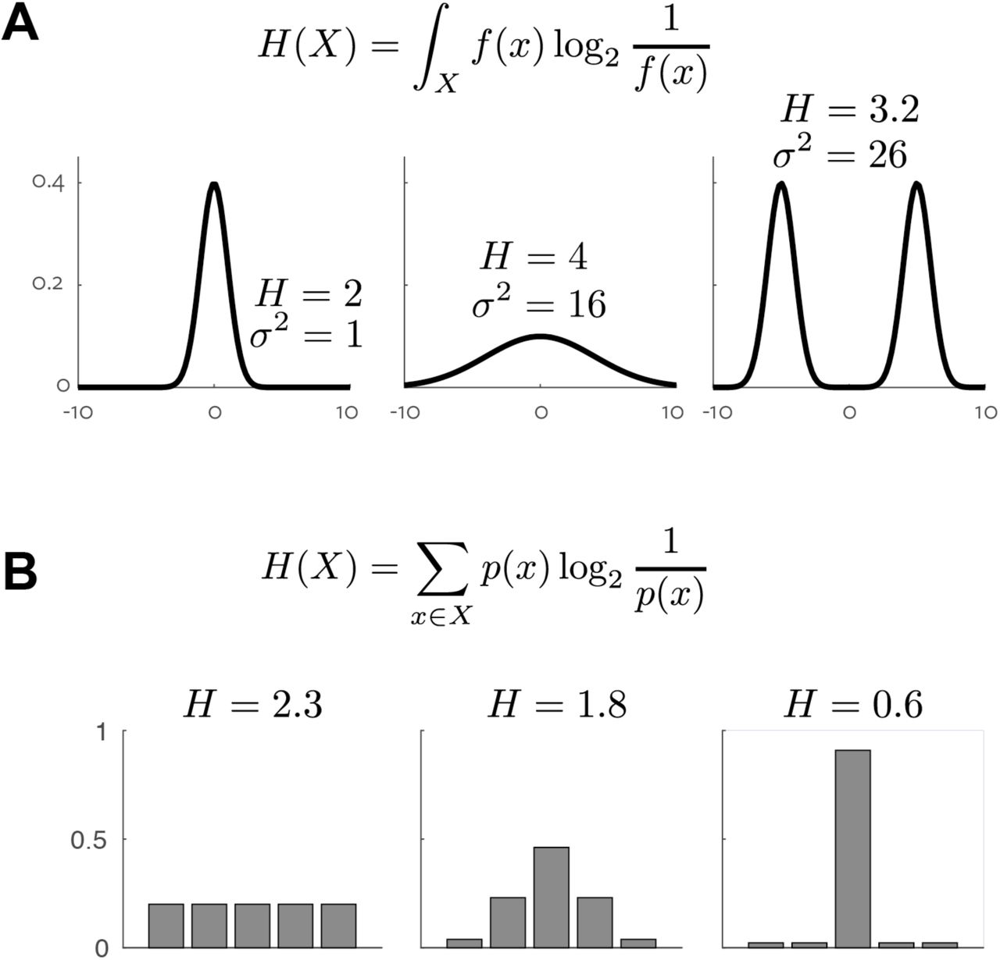 A
H(X) = ∫_X f(x) log₂ 1/f(x)
H = 3.2
σ² = 26
H = 4
σ² = 16
H = 2
σ² = 1
0.4
0.2
0
-10 0 10
-10 0 10
-10 0 10
B
H(X) = ∑_{x∈X} p(x) log₂ 1/p(x)
H = 2.3
H = 1.8
H = 0.6
1
0.5
0